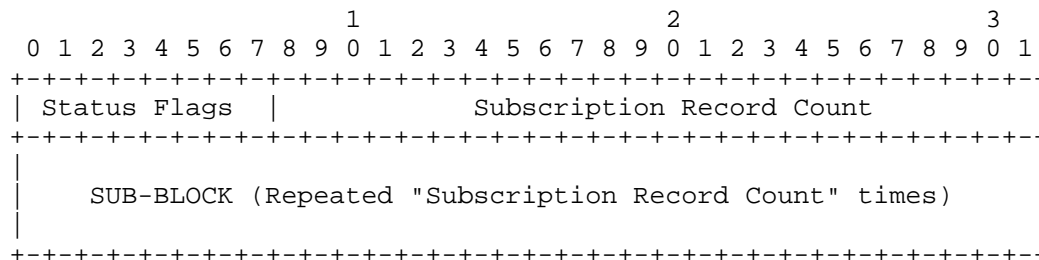 1                   2                   3
 0 1 2 3 4 5 6 7 8 9 0 1 2 3 4 5 6 7 8 9 0 1 2 3 4 5 6 7 8 9 0 1
+-+-+-+-+-+-+-+-+-+-+-+-+-+-+-+-+-+-+-+-+-+-+-+-+-+-+-+-+-+-+-+-
| Status Flags  |            Subscription Record Count
+-+-+-+-+-+-+-+-+-+-+-+-+-+-+-+-+-+-+-+-+-+-+-+-+-+-+-+-+-+-+-+-
|
|    SUB-BLOCK (Repeated "Subscription Record Count" times)
|
+-+-+-+-+-+-+-+-+-+-+-+-+-+-+-+-+-+-+-+-+-+-+-+-+-+-+-+-+-+-+-+-